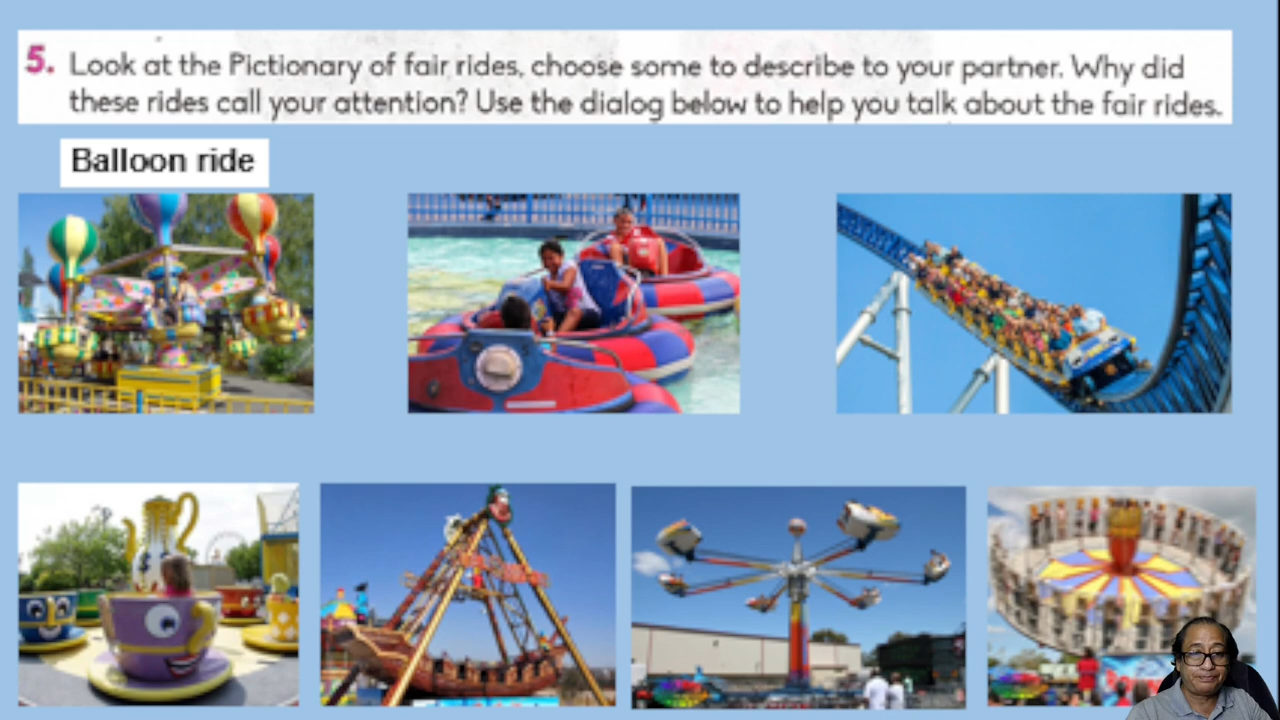 5. Look at the Pictionary of fair rides, choose some to describe to your partner. Why did
these rides call your attention? Use the dialog below to help you talk about the fair rides.
Balloon ride